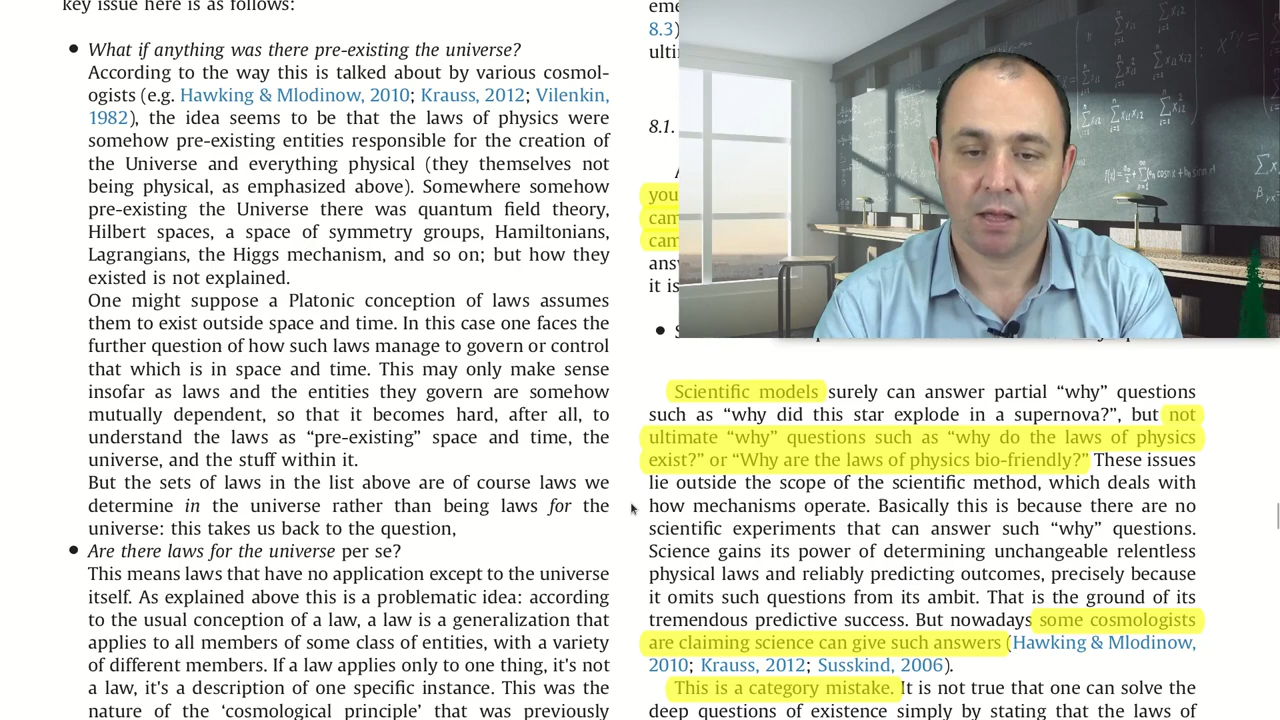 key issue here is as follows:
• What if anything was there pre-existing the universe?
According to the way this is talked about by various cosmol-
ogists (e.g. Hawking & Mlodinow, 2010; Krauss, 2012; Vilenkin,
1982), the idea seems to be that the laws of physics were
somehow pre-existing entities responsible for the creation of
the Universe and everything physical (they themselves not
being physical, as emphasized above). Somewhere somehow
pre-existing the Universe there was quantum field theory,
Hilbert spaces, a space of symmetry groups, Hamiltonians,
Lagrangians, the Higgs mechanism, and so on; but how they
existed is not explained.
One might suppose a Platonic conception of laws assumes
them to exist outside space and time. In this case one faces the
further question of how such laws manage to govern or control
that which is in space and time. This may only make sense
insofar as laws and the entities they govern are somehow
mutually dependent, so that it becomes hard, after all, to
understand the laws as “pre-existing” space and time, the
universe, and the stuff within it.
But the sets of laws in the list above are of course laws we
determine in the universe rather than being laws for the
universe: this takes us back to the question,
• Are there laws for the universe per se?
This means laws that have no application except to the universe
itself. As explained above this is a problematic idea: according
to the usual conception of a law, a law is a generalization that
applies to all members of some class of entities, with a variety
of different members. If a law applies only to one thing, it's not
a law, it's a description of one specific instance. This was the
nature of the ‘cosmological principle’ that was previously
eme
8.3)
ulti
8.1.
you
cam
cam
answ
it is
Scientific models surely can answer partial “why” questions
such as “why did this star explode in a supernova?”, but not
ultimate “why” questions such as “why do the laws of physics
exist?” or “Why are the laws of physics bio-friendly?” These issues
lie outside the scope of the scientific method, which deals with
how mechanisms operate. Basically this is because there are no
scientific experiments that can answer such “why” questions.
Science gains its power of determining unchangeable relentless
physical laws and reliably predicting outcomes, precisely because
it omits such questions from its ambit. That is the ground of its
tremendous predictive success. But nowadays some cosmologists
are claiming science can give such answers (Hawking & Mlodinow,
2010; Krauss, 2012; Susskind, 2006).
This is a category mistake. It is not true that one can solve the
deep questions of existence simply by stating that the laws of